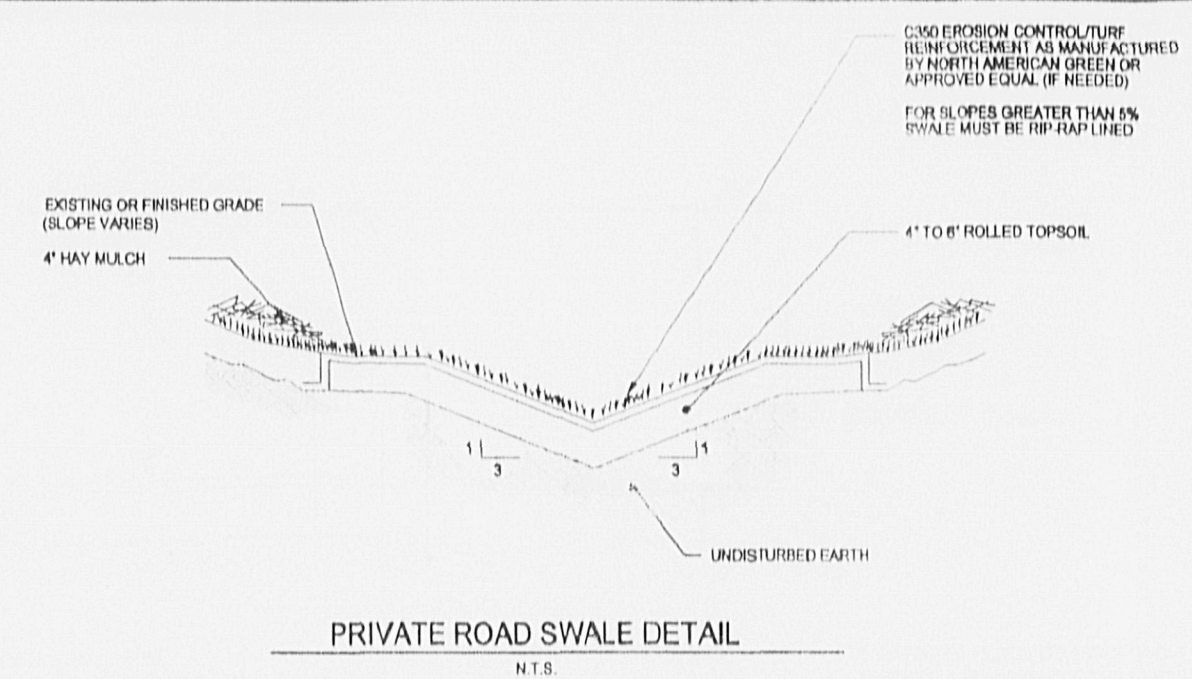 C350 EROSION CONTROL/TURF
REINFORCEMENT AS MANUFACTURED
BY NORTH AMERICAN GREEN OR
APPROVED EQUAL (IF NEEDED)
FOR SLOPES GREATER THAN 5%
SWALE MUST BE RIP-RAP LINED
EXISTING OR FINISHED GRADE
(SLOPE VARIES)
4" HAY MULCH
4" TO 6" ROLLED TOPSOIL
1
3
3
1
UNDISTURBED EARTH
PRIVATE ROAD SWALE DETAIL
N.T.S.